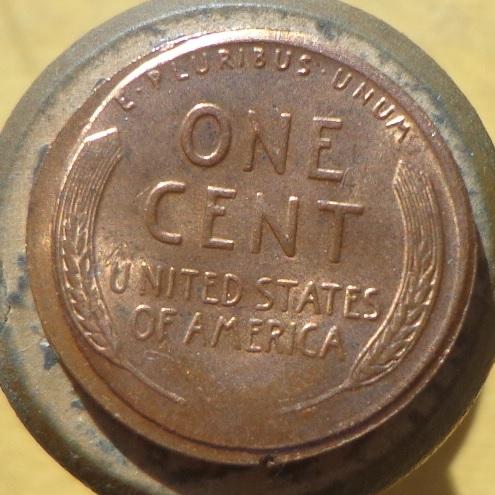 E · PLURIBUS · UNUM
ONE
CENT
UNITED STATES
OF AMERICA